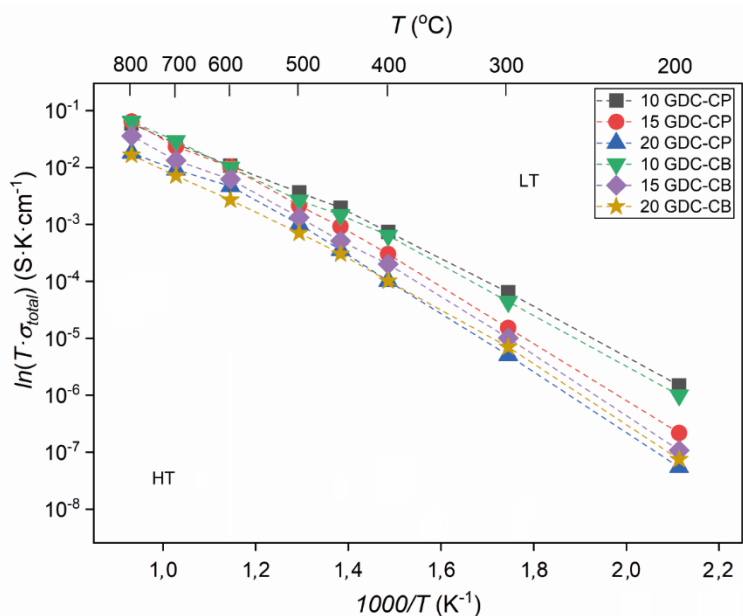 T (°C)
800 700 600 500 400 300 200
10⁻¹
10⁻²
10⁻³
10⁻⁴
10⁻⁵
10⁻⁶
10⁻⁷
10⁻⁸
ln(T·σtotal) (S·K·cm⁻¹)
10 GDC-CP
15 GDC-CP
20 GDC-CP
10 GDC-CB
15 GDC-CB
20 GDC-CB
LT
HT
1,0 1,2 1,4 1,6 1,8 2,0 2,2
1000/T (K⁻¹)